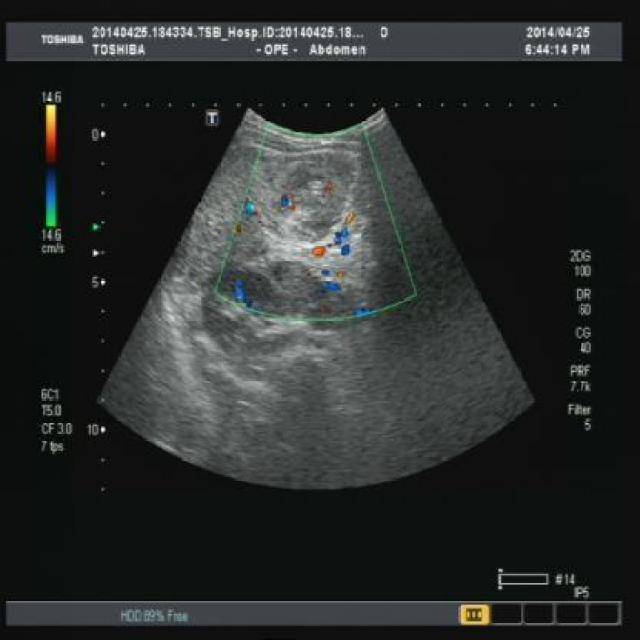 TOSHIBA 20140425.184334.TSB_Hosp.ID:20140425.18... D 2014/04/25
TOSHIBA - OPE - Abdomen 6:44:14 PM
14.6
T
0
14.6
cm/s
5
2DG
100
DR
60
CG
40
PRF
7.7k
Filter
5
6C1
T5.0
CF 3.0
7 fps
10
#14
IP5
HDD 89% Free